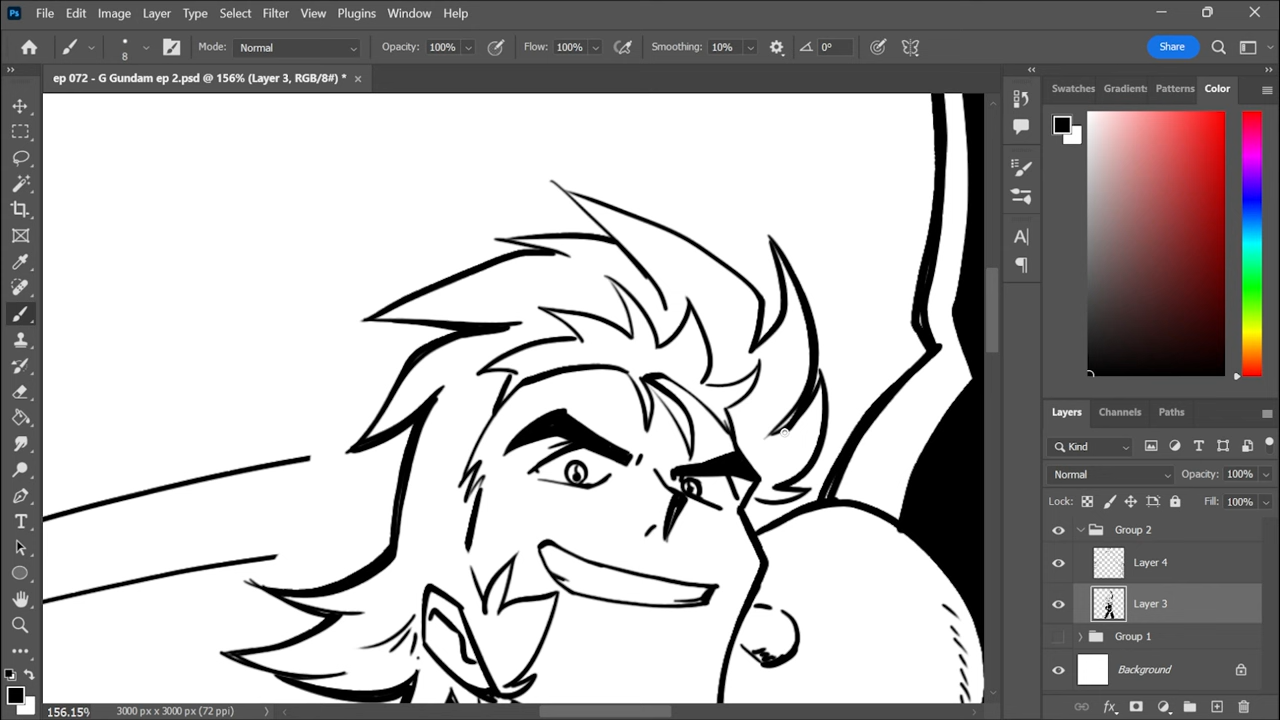 Ps File Edit Image Layer Type Select Filter View Plugins Window Help
8 Mode: Normal Opacity: 100% Flow: 100% Smoothing: 10% 0° Share
ep 072 - G Gundam ep 2.psd @ 156% (Layer 3, RGB/8#) *
Swatches Gradient: Patterns Color
Layers Channels Paths
Kind
Normal Opacity: 100%
Lock: Fill: 100%
Group 2
Layer 4
Layer 3
Group 1
Background
fx
156.15% 3000 px x 3000 px (72 ppi)